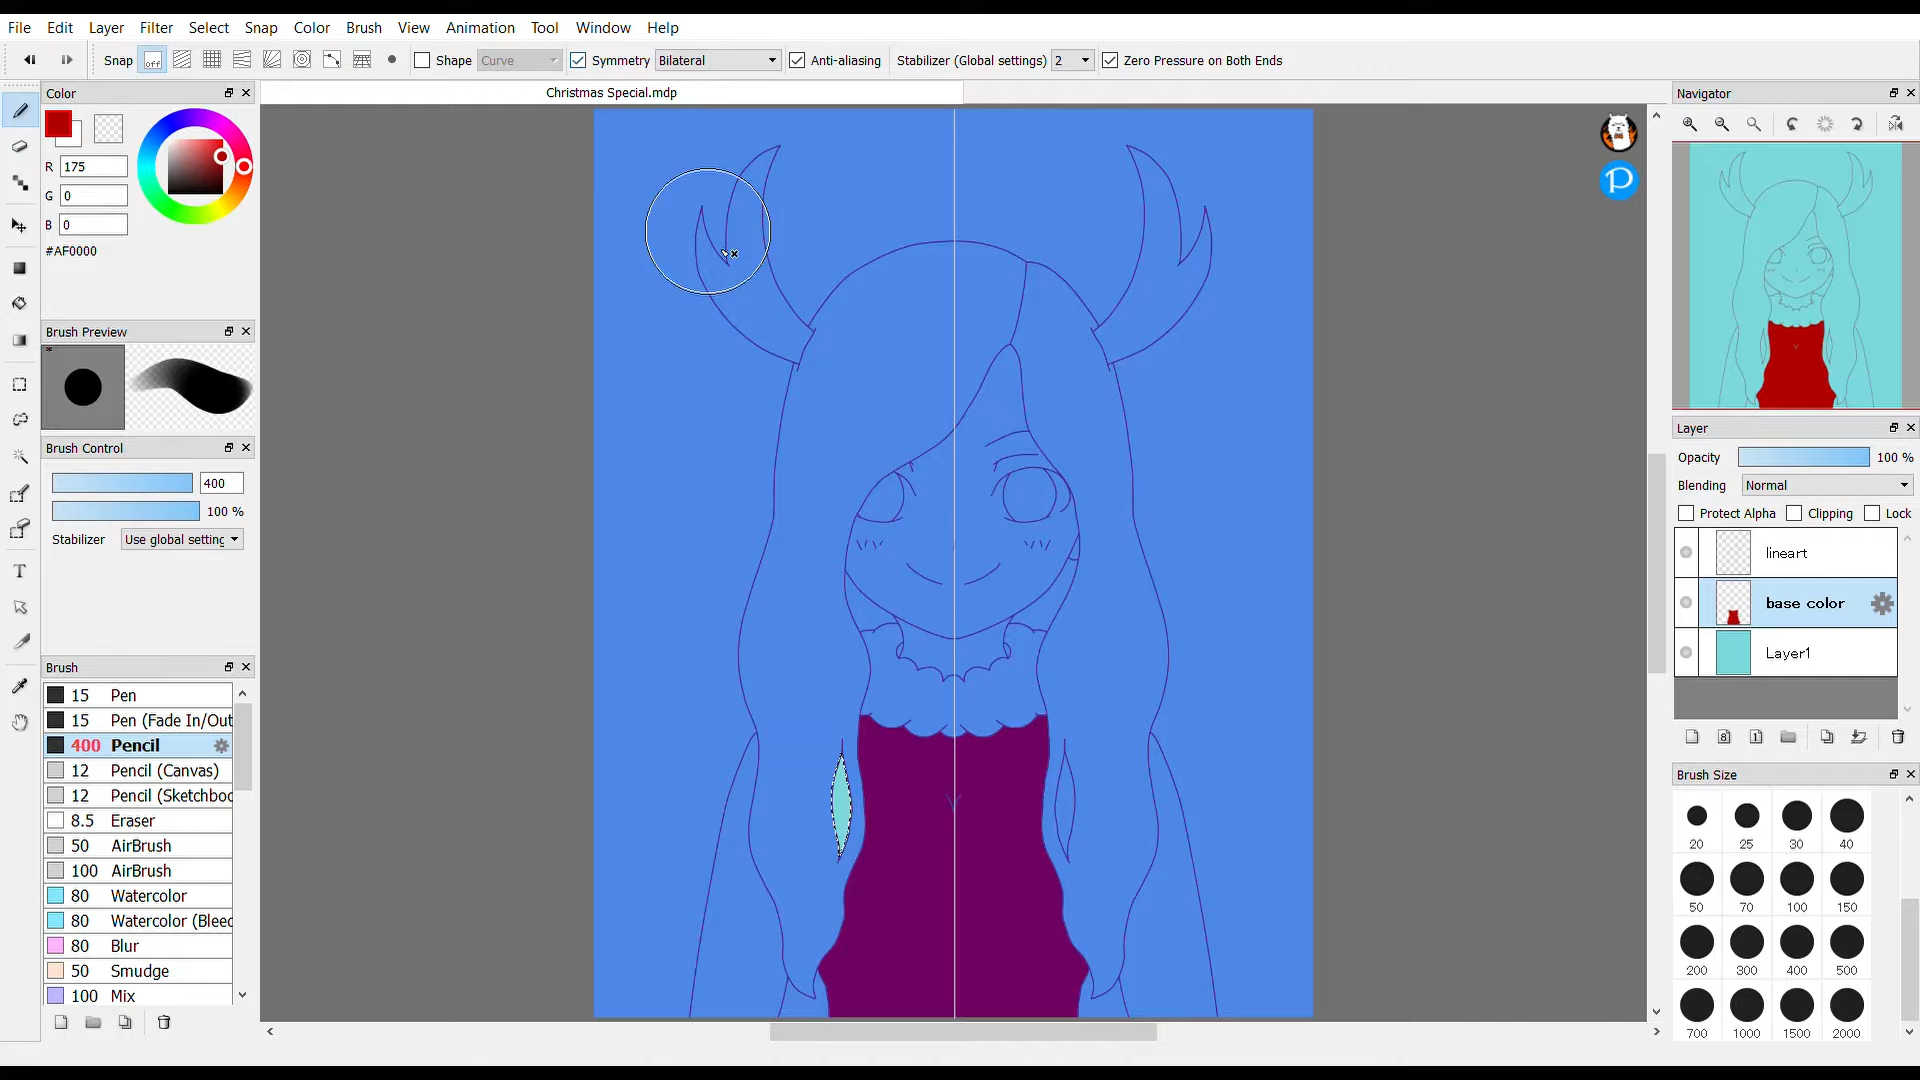 File Edit Layer Filter Select Snap Color Brush View Animation Tool Window Help
Snap off Shape Curve Symmetry Bilateral Anti-aliasing Stabilizer (Global settings) 2 Zero Pressure on Both Ends
Color
Christmas Special.mdp
Navigator
R 175
G 0
B 0
#AF0000
Brush Preview
*
Brush Control
400
100 %
Stabilizer Use global setting
T
Brush
15 Pen
15 Pen (Fade In/Out
400 Pencil
12 Pencil (Canvas)
12 Pencil (Sketchboo
8.5 Eraser
50 AirBrush
100 AirBrush
80 Watercolor
80 Watercolor (Bleed
80 Blur
50 Smudge
100 Mix
P
Layer
Opacity 100 %
Blending Normal
Protect Alpha Clipping Lock
lineart
base color
Layer1
8 1
Brush Size
20 25 30 40
50 70 100 150
200 300 400 500
700 1000 1500 2000